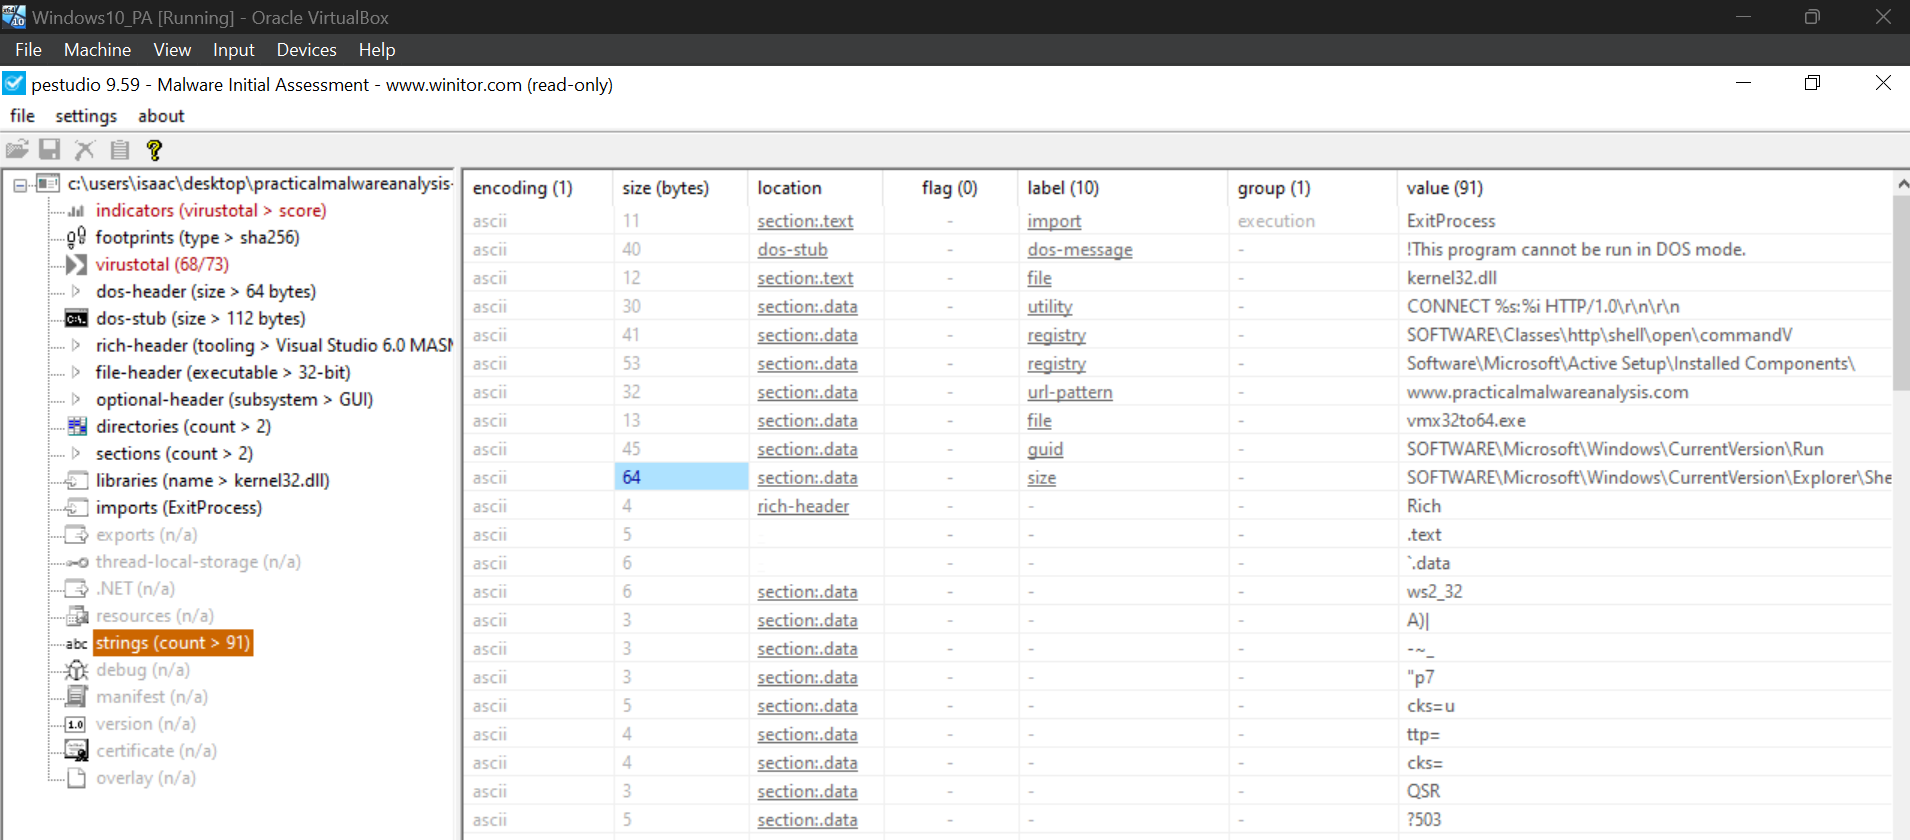 Windows10_PA [Running] - Oracle VirtualBox
File Machine View Input Devices Help
pestudio 9.59 - Malware Initial Assessment - www.winitor.com (read-only)
file settings about
c:\users\isaac\desktop\practicalmalwareanalysis-
indicators (virustotal > score)
footprints (type > sha256)
virustotal (68/73)
dos-header (size > 64 bytes)
dos-stub (size > 112 bytes)
rich-header (tooling > Visual Studio 6.0 MASM
file-header (executable > 32-bit)
optional-header (subsystem > GUI)
directories (count > 2)
sections (count > 2)
libraries (name > kernel32.dll)
imports (ExitProcess)
exports (n/a)
thread-local-storage (n/a)
.NET (n/a)
resources (n/a)
abc strings (count > 91)
debug (n/a)
manifest (n/a)
1.0 version (n/a)
certificate (n/a)
overlay (n/a)
encoding (1) size (bytes) location flag (0) label (10) group (1) value (91)
ascii 11 section:.text - import execution ExitProcess
ascii 40 dos-stub - dos-message - !This program cannot be run in DOS mode.
ascii 12 section:.text - file - kernel32.dll
ascii 30 section:.data - utility - CONNECT %s:%i HTTP/1.0\r\n\r\n
ascii 41 section:.data - registry - SOFTWARE\Classes\http\shell\open\commandV
ascii 53 section:.data - registry - Software\Microsoft\Active Setup\Installed Components\
ascii 32 section:.data - url-pattern - www.practicalmalwareanalysis.com
ascii 13 section:.data - file - vmx32to64.exe
ascii 45 section:.data - guid - SOFTWARE\Microsoft\Windows\CurrentVersion\Run
ascii 64 section:.data - size - SOFTWARE\Microsoft\Windows\CurrentVersion\Explorer\She
ascii 4 rich-header - - - Rich
ascii 5 - - - .text
ascii 6 - - - `.data
ascii 6 section:.data - - - ws2_32
ascii 3 section:.data - - - A)|
ascii 3 section:.data - - - -~_
ascii 3 section:.data - - - "p7
ascii 5 section:.data - - - cks=u
ascii 4 section:.data - - - ttp=
ascii 4 section:.data - - - cks=
ascii 3 section:.data - - - QSR
ascii 5 section:.data - - - ?503